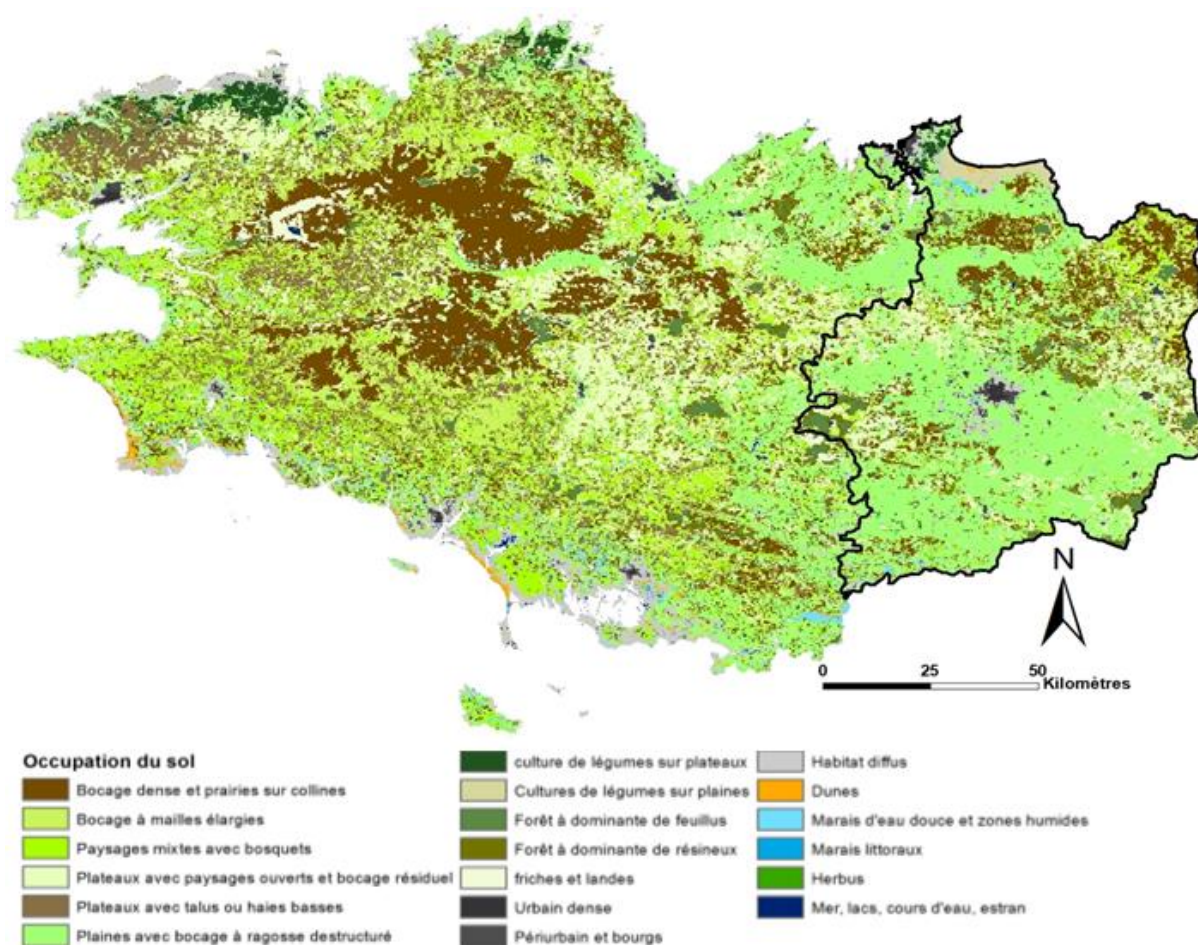 N
0 25 50
Kilomètres
Occupation du sol
Bocage dense et prairies sur collines
Bocage à mailles élargies
Paysages mixtes avec bosquets
Plateaux avec paysages ouverts et bocage résiduel
Plateaux avec talus ou haies basses
Plaines avec bocage à ragosse destructuré
culture de légumes sur plateaux
Cultures de légumes sur plaines
Forêt à dominante de feuillus
Forêt à dominante de résineux
friches et landes
Urbain dense
Périurbain et bourgs
Habitat diffus
Dunes
Marais d'eau douce et zones humides
Marais littoraux
Herbus
Mer, lacs, cours d'eau, estran